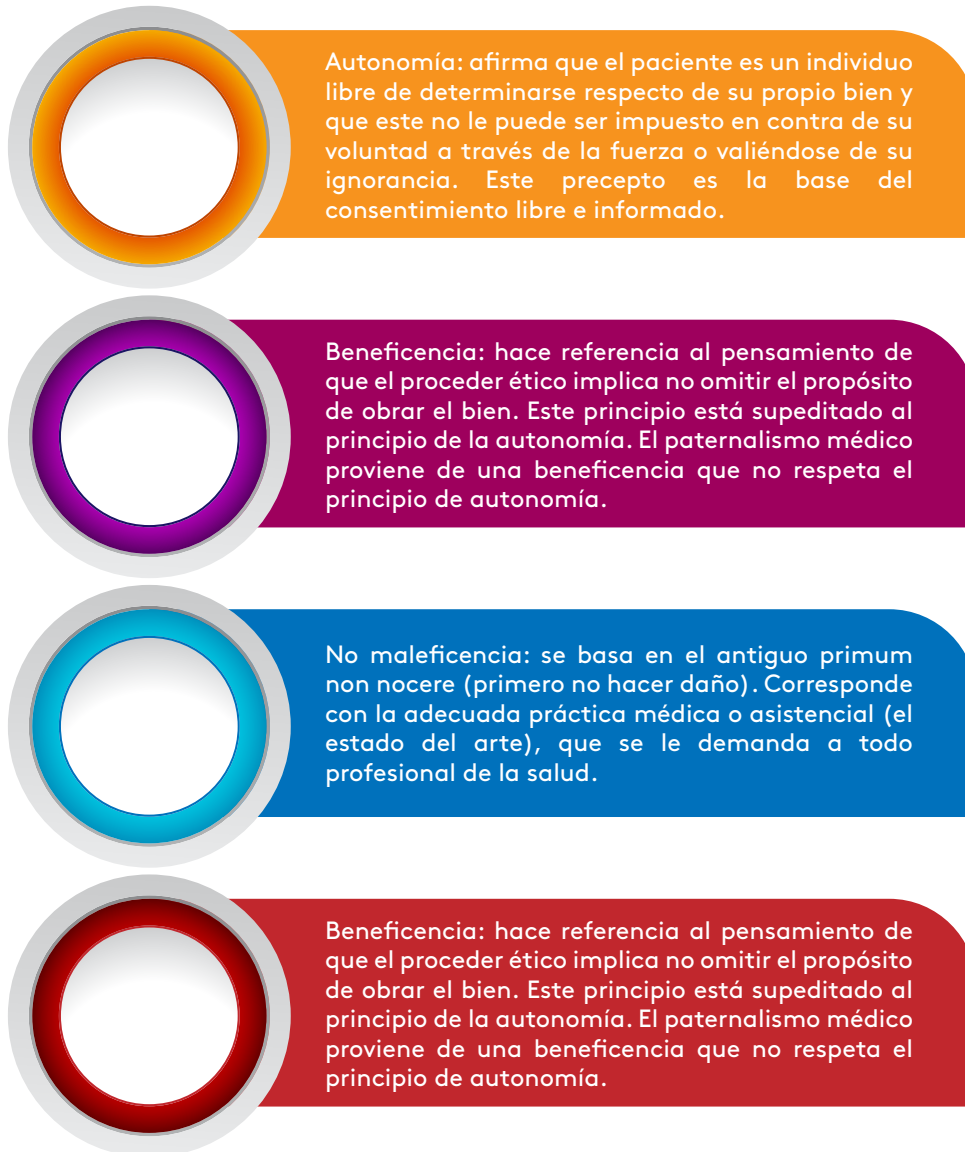 Autonomía: afirma que el paciente es un individuo
libre de determinarse respecto de su propio bien y
que este no le puede ser impuesto en contra de su
voluntad a través de la fuerza o valiéndose de su
ignorancia. Este precepto es la base del
consentimiento libre e informado.
Beneficencia: hace referencia al pensamiento de
que el proceder ético implica no omitir el propósito
de obrar el bien. Este principio está supeditado al
principio de la autonomía. El paternalismo médico
proviene de una beneficencia que no respeta el
principio de autonomía.
No maleficencia: se basa en el antiguo primum
non nocere (primero no hacer daño). Corresponde
con la adecuada práctica médica o asistencial (el
estado del arte), que se le demanda a todo
profesional de la salud.
Beneficencia: hace referencia al pensamiento de
que el proceder ético implica no omitir el propósito
de obrar el bien. Este principio está supeditado al
principio de la autonomía. El paternalismo médico
proviene de una beneficencia que no respeta el
principio de autonomía.